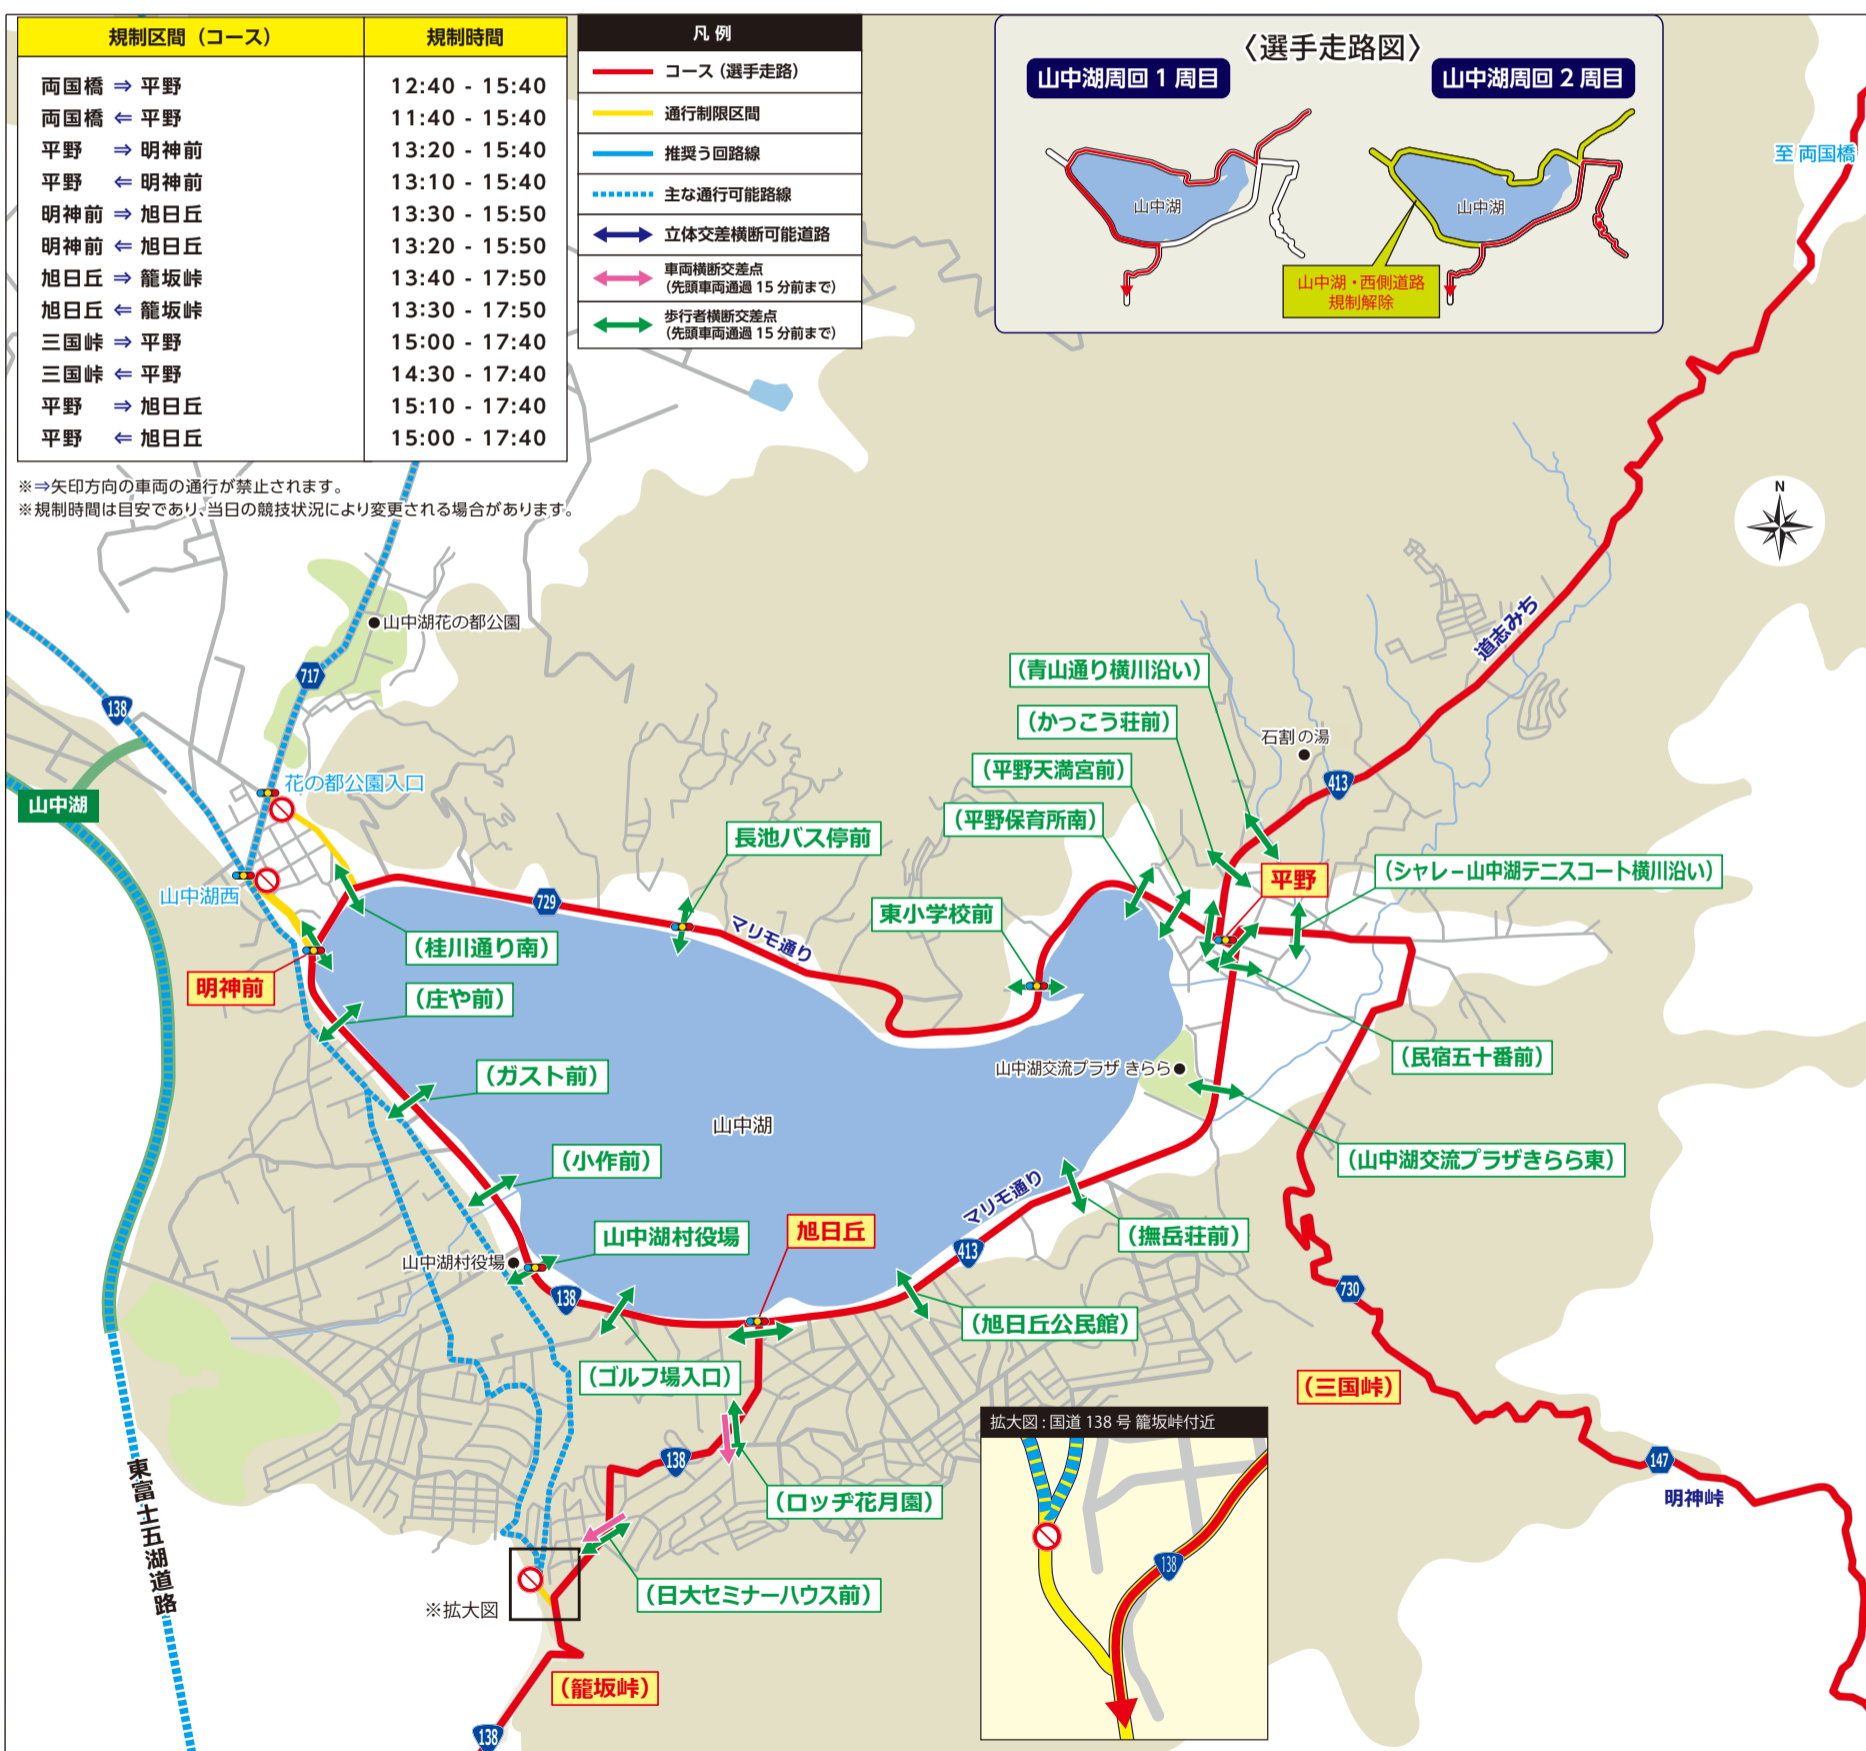 規制区間（コース） 規制時間
両国橋 ⇒ 平野 12:40 - 15:40
両国橋 ⇐ 平野 11:40 - 15:40
平野 ⇒ 明神前 13:20 - 15:40
平野 ⇐ 明神前 13:10 - 15:40
明神前 ⇒ 旭日丘 13:30 - 15:50
明神前 ⇐ 旭日丘 13:20 - 15:50
旭日丘 ⇒ 籠坂峠 13:40 - 17:50
旭日丘 ⇐ 籠坂峠 13:30 - 17:50
三国峠 ⇒ 平野 15:00 - 17:40
三国峠 ⇐ 平野 14:30 - 17:40
平野 ⇒ 旭日丘 15:10 - 17:40
平野 ⇐ 旭日丘 15:00 - 17:40
※⇒矢印方向の車両の通行が禁止されます。
※規制時間は目安であり、当日の競技状況により変更される場合があります。
凡 例
コース（選手走路）
通行制限区間
推奨う回路線
主な通行可能路線
立体交差横断可能道路
車両横断交差点
（先頭車両通過 15 分前まで）
歩行者横断交差点
（先頭車両通過 15 分前まで）
〈選手走路図〉
山中湖周回 1 周目
山中湖周回 2 周目
山中湖
山中湖
山中湖・西側道路
規制解除
至 両国橋
N
道志みち
山中湖花の都公園
717
138
花の都公園入口
山中湖
山中湖西
（青山通り横川沿い）
（かっこう荘前）
石割の湯
（平野天満宮前）
413
（平野保育所南）
長池バス停前
平野
（シャレー山中湖テニスコート横川沿い）
729
マリモ通り
東小学校前
（桂川通り南）
明神前
（庄や前）
（民宿五十番前）
山中湖交流プラザ きらら
（ガスト前）
山中湖
（山中湖交流プラザきらら東）
（小作前）
マリモ通り
山中湖村役場
旭日丘
（撫岳荘前）
413
山中湖村役場
138
730
（旭日丘公民館）
（ゴルフ場入口）
（三国峠）
拡大図：国道 138 号 籠坂峠付近
138
138
147
明神峠
（ロッヂ花月園）
東富士五湖道路
（日大セミナーハウス前）
※拡大図
（籠坂峠）
138